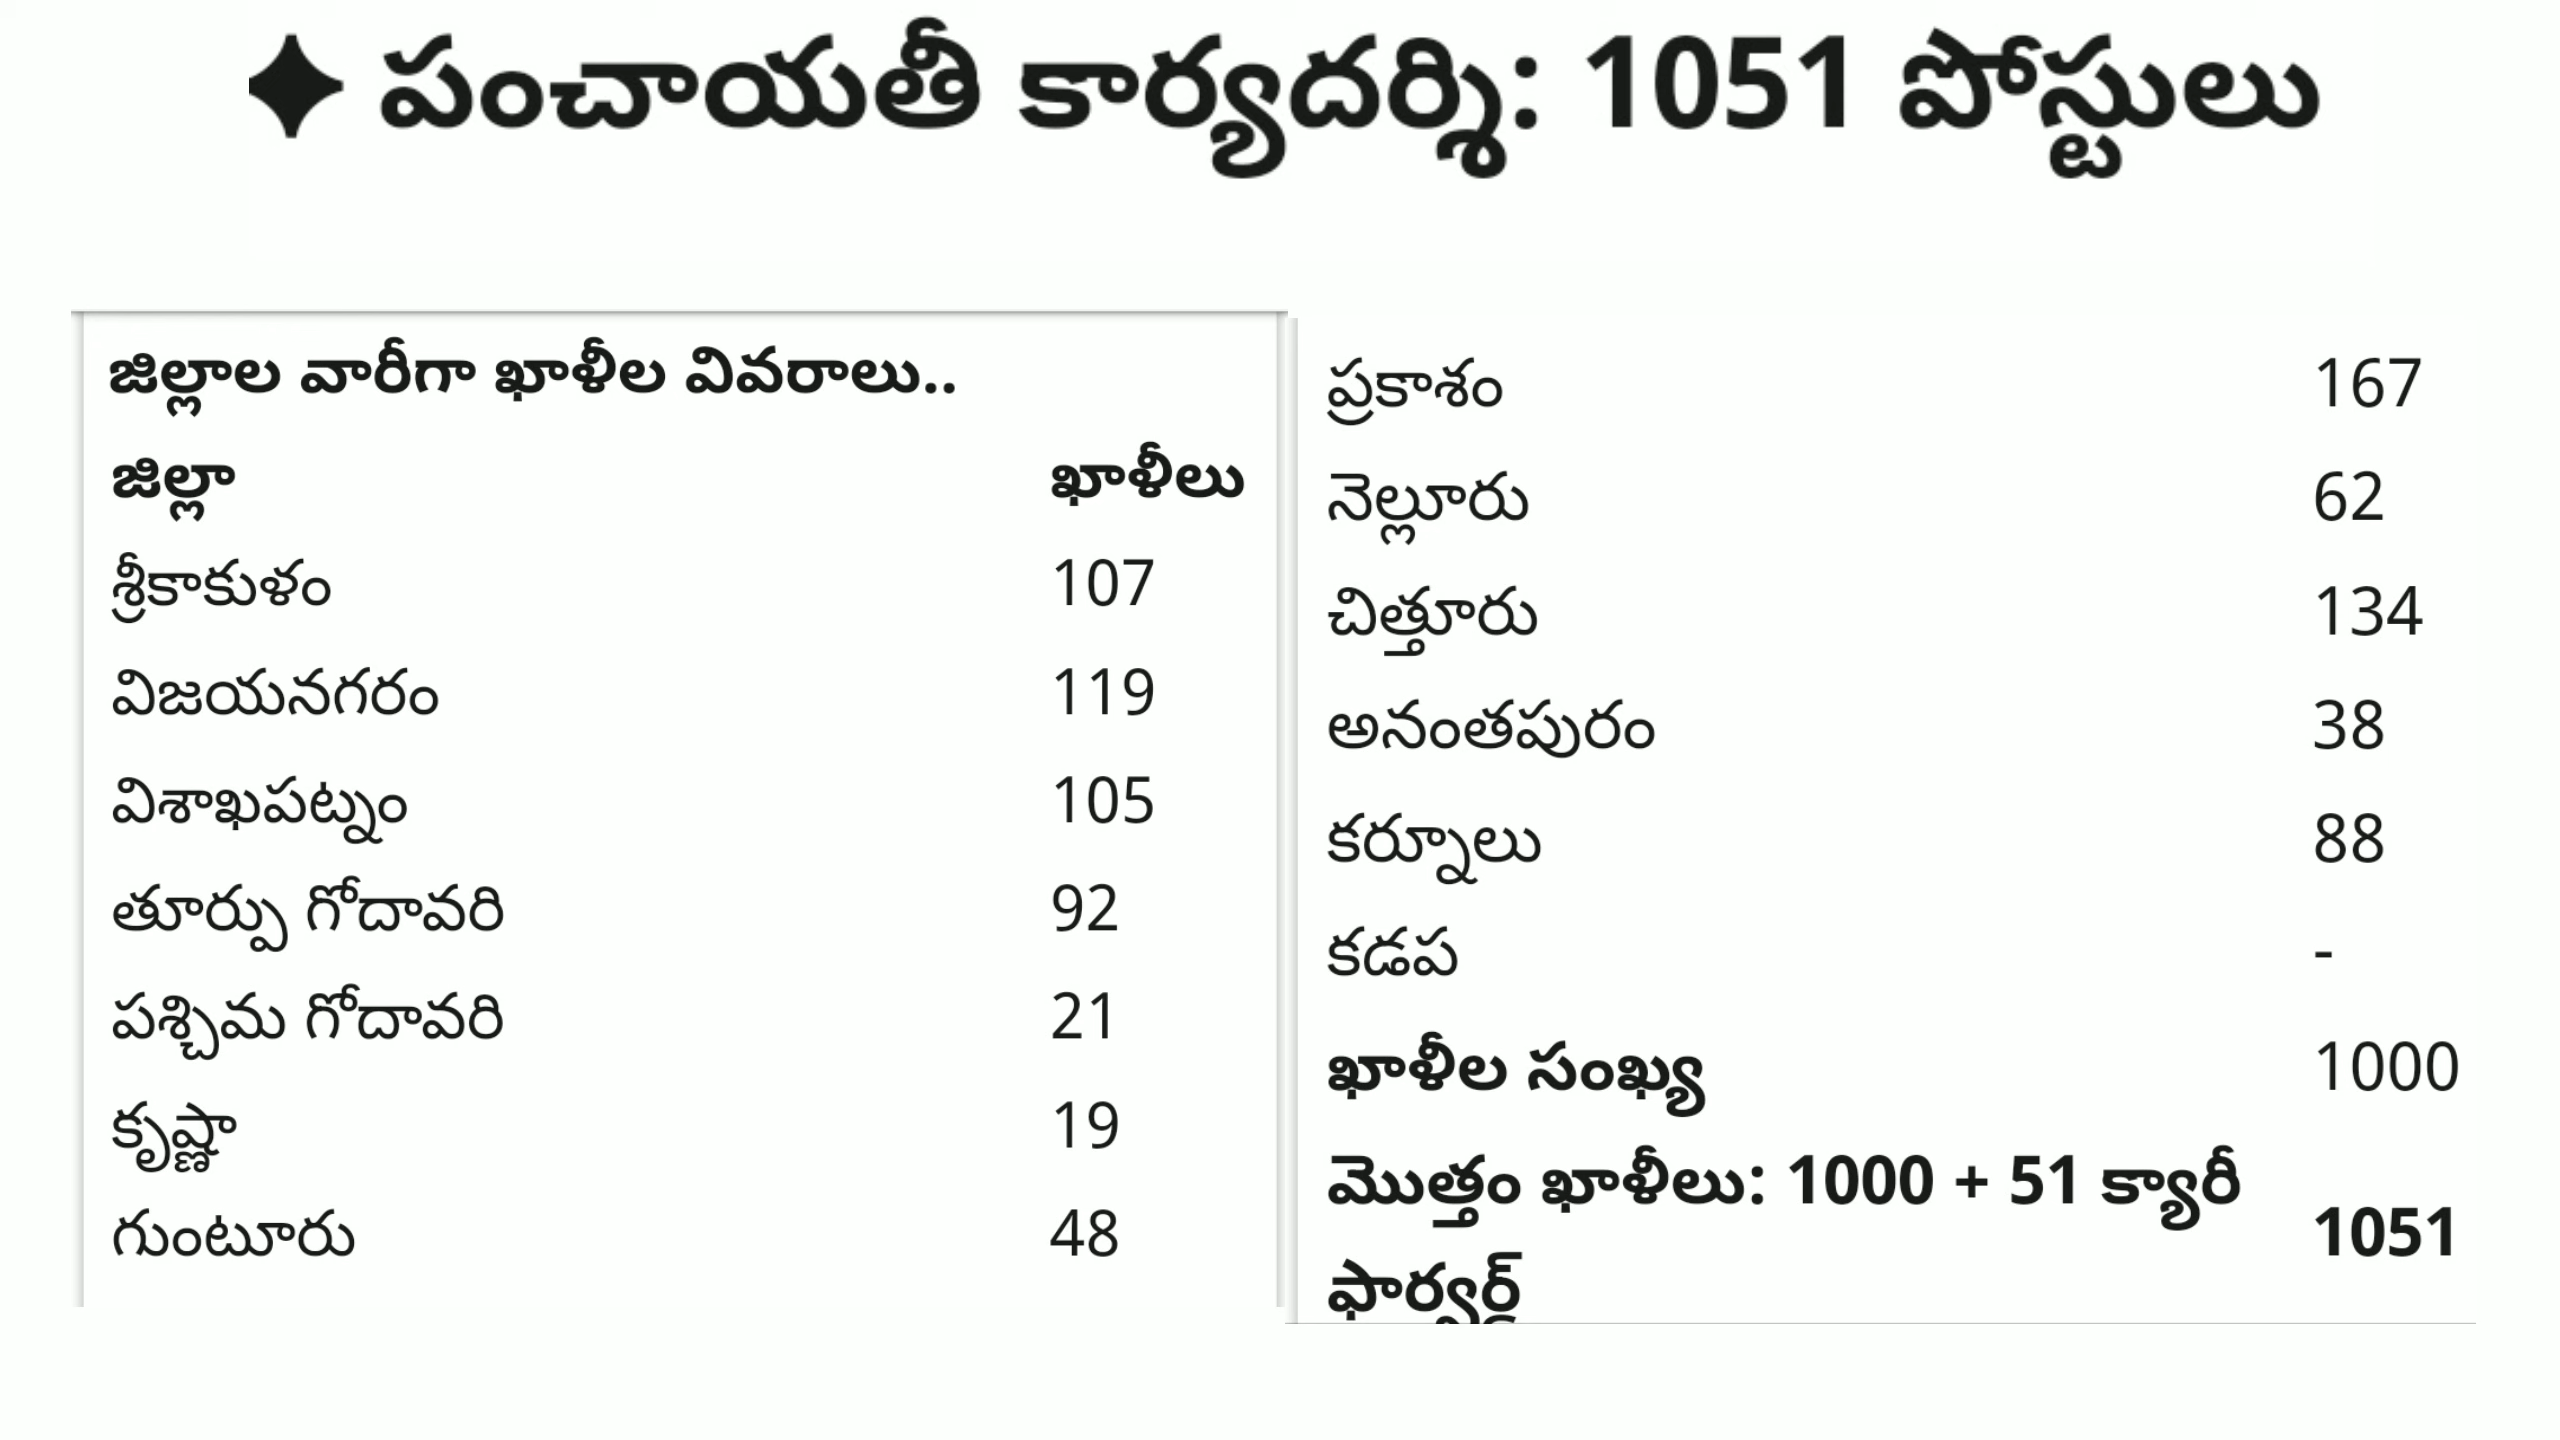 ✦ పంచాయతీ కార్యదర్శి: 1051 పోస్టులు
జిల్లాల వారీగా ఖాళీల వివరాలు..
జిల్లా ఖాళీలు
శ్రీకాకుళం 107
విజయనగరం 119
విశాఖపట్నం 105
తూర్పు గోదావరి 92
పశ్చిమ గోదావరి 21
కృష్ణా 19
గుంటూరు 48
ప్రకాశం 167
నెల్లూరు 62
చిత్తూరు 134
అనంతపురం 38
కర్నూలు 88
కడప -
ఖాళీల సంఖ్య 1000
మొత్తం ఖాళీలు: 1000 + 51 క్యారీ
ఫార్వర్డ్ 1051